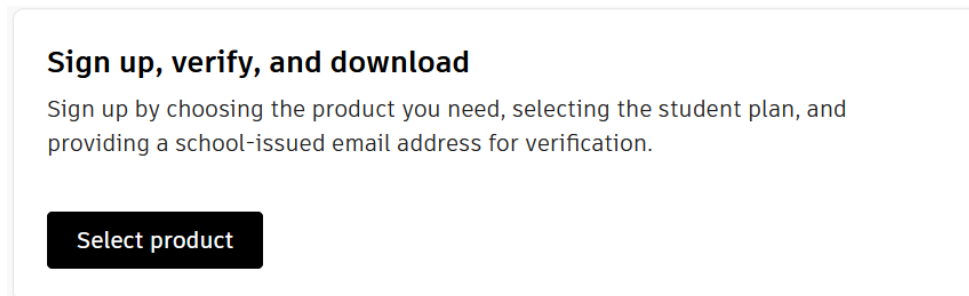 Sign up, verify, and download
Sign up by choosing the product you need, selecting the student plan, and
providing a school-issued email address for verification.
Select product